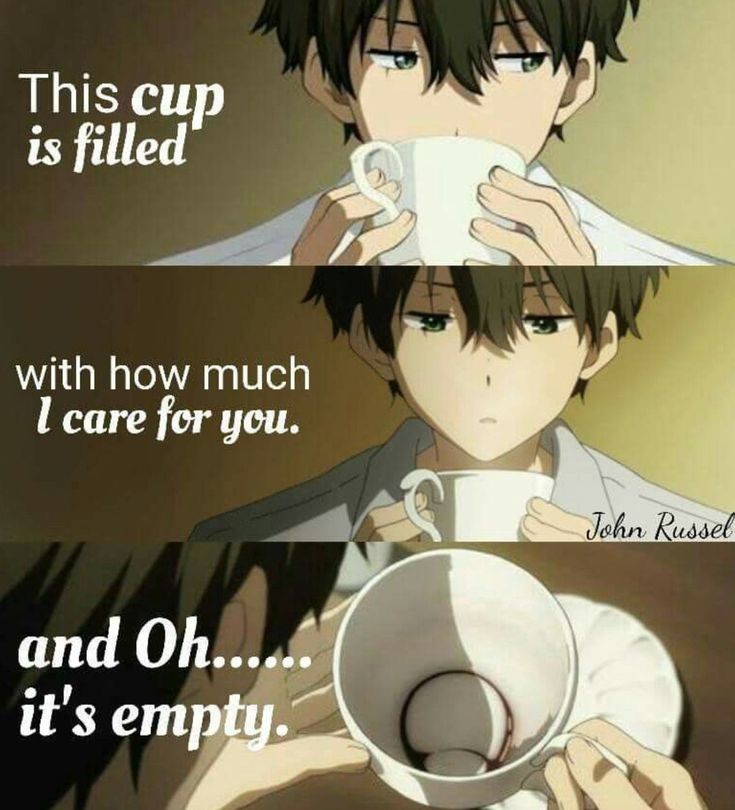 This cup
is filled
with how much
I care for you.
John Russel
and Oh......
it's empty.